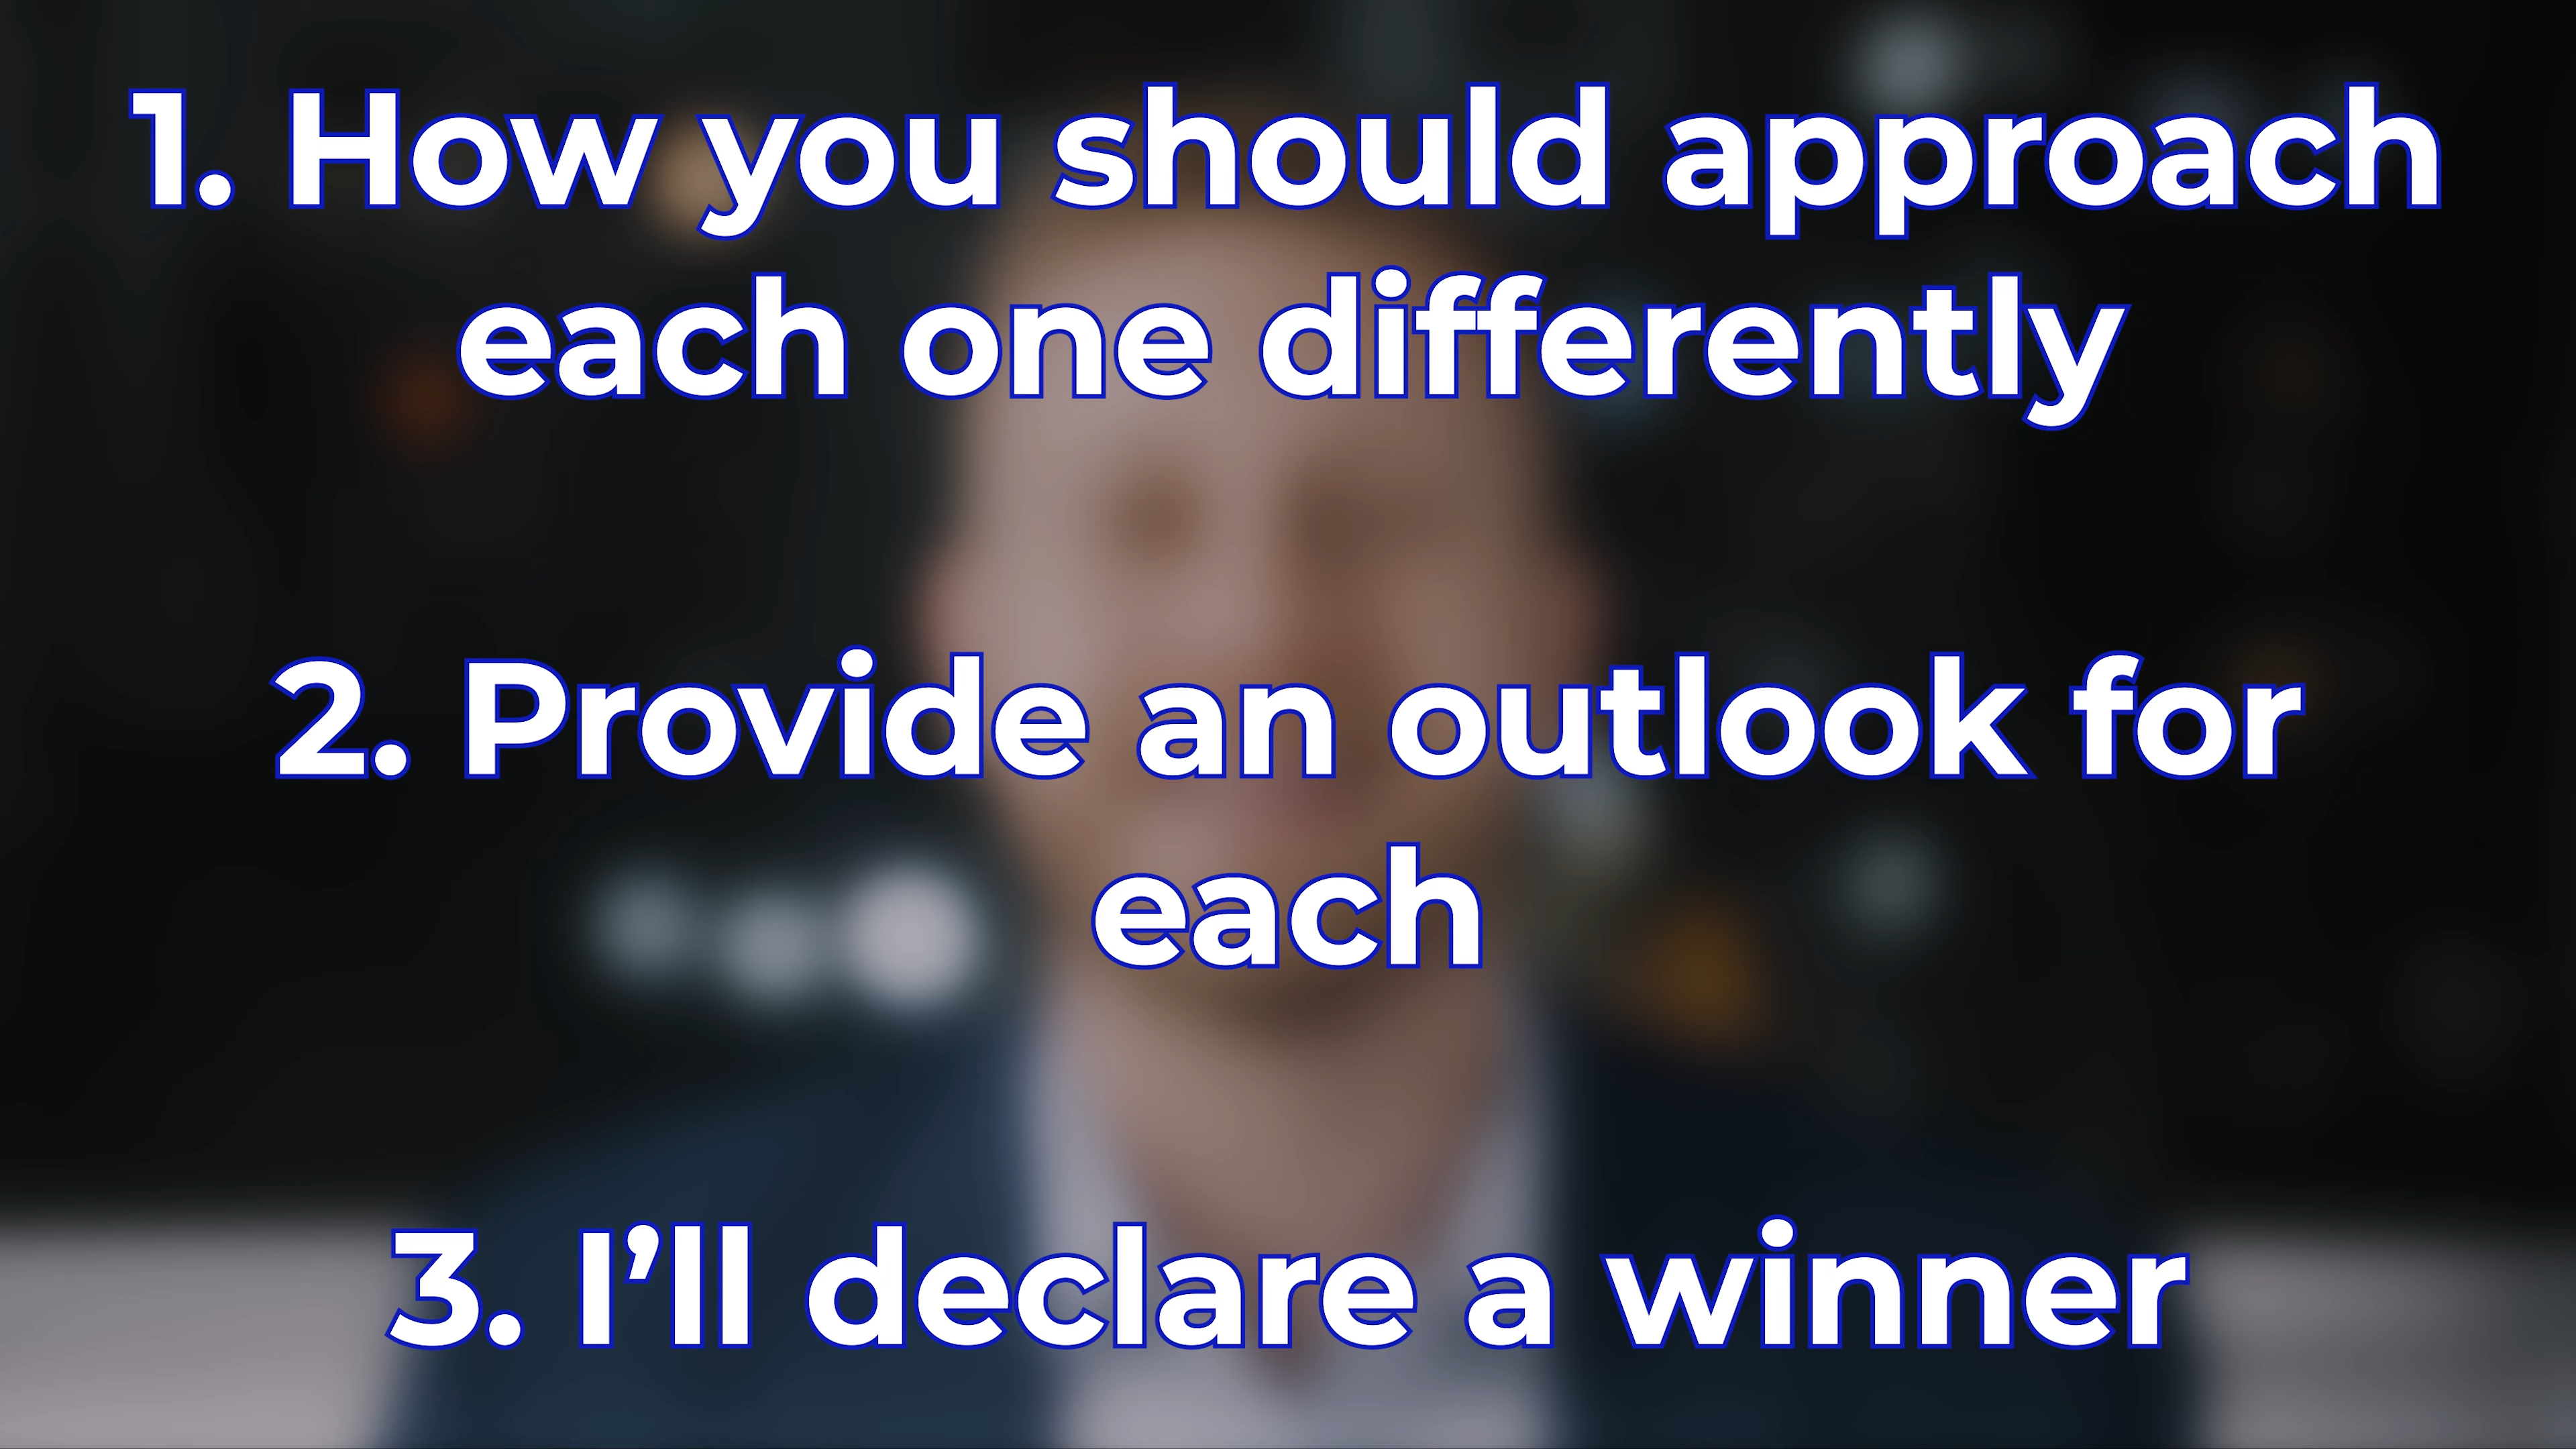 1. How you should approach
each one differently
2. Provide an outlook for
each
3. I’ll declare a winner